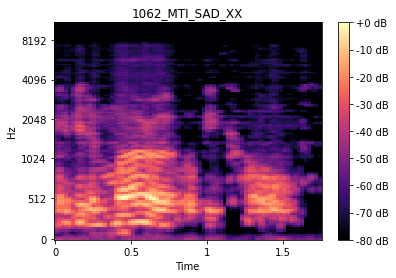 1062_MTI_SAD_XX
+0 dB
8192
-10 dB
4096
-20 dB
-30 dB
2048
-40 dB
Hz
1024
-50 dB
512
-60 dB
-70 dB
0
-80 dB
0 0.5 1 1.5
Time